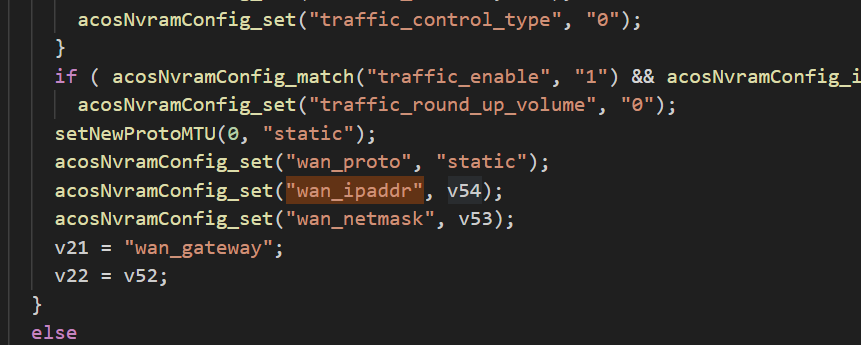 acosNvramConfig_set("traffic_control_type", "0");
}
if ( acosNvramConfig_match("traffic_enable", "1") && acosNvramConfig_i
acosNvramConfig_set("traffic_round_up_volume", "0");
setNewProtoMTU(0, "static");
acosNvramConfig_set("wan_proto", "static");
acosNvramConfig_set("wan_ipaddr", v54);
acosNvramConfig_set("wan_netmask", v53);
v21 = "wan_gateway";
v22 = v52;
}
else